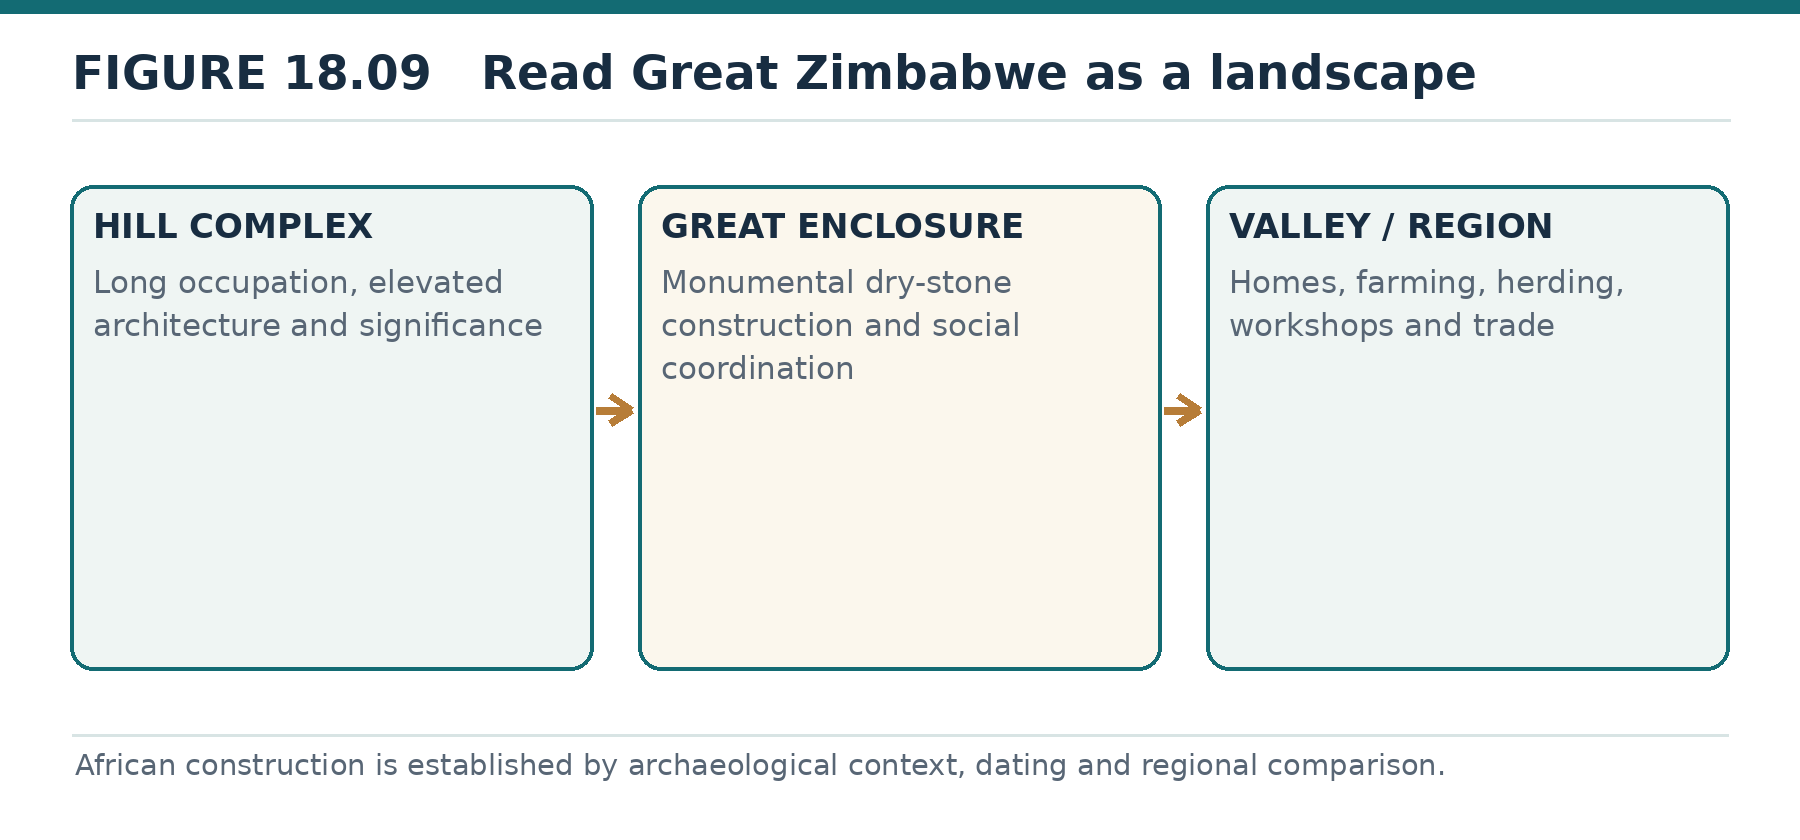 FIGURE 18.09 Read Great Zimbabwe as a landscape
HILL COMPLEX
Long occupation, elevated
architecture and significance
GREAT ENCLOSURE
Monumental dry-stone
construction and social
coordination
VALLEY / REGION
Homes, farming, herding,
workshops and trade
African construction is established by archaeological context, dating and regional comparison.